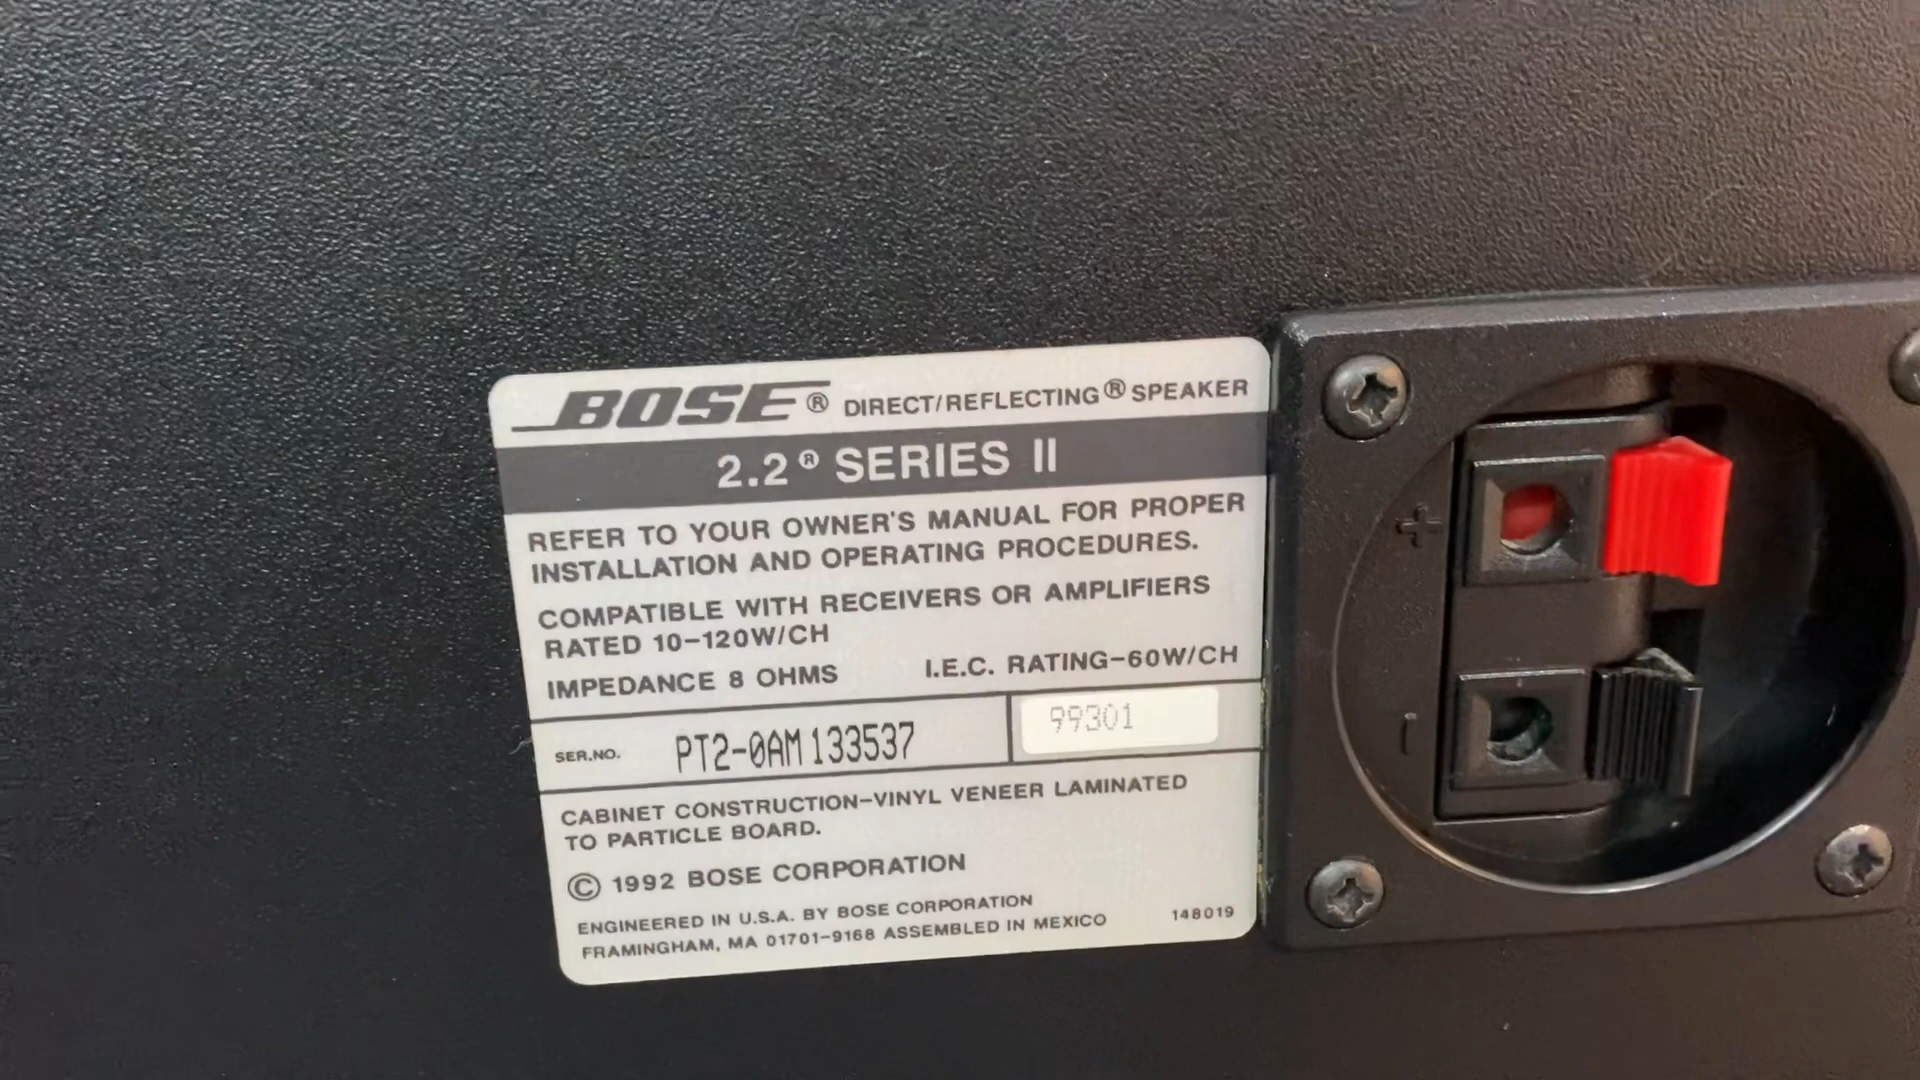 BOSE® DIRECT/REFLECTING® SPEAKER
2.2® SERIES II
REFER TO YOUR OWNER'S MANUAL FOR PROPER
INSTALLATION AND OPERATING PROCEDURES.
COMPATIBLE WITH RECEIVERS OR AMPLIFIERS
RATED 10-120W/CH
IMPEDANCE 8 OHMS I.E.C. RATING-60W/CH
SER.NO. PT2-0AM133537 99301
CABINET CONSTRUCTION-VINYL VENEER LAMINATED
TO PARTICLE BOARD.
© 1992 BOSE CORPORATION
ENGINEERED IN U.S.A. BY BOSE CORPORATION
FRAMINGHAM, MA 01701-9168 ASSEMBLED IN MEXICO 148019
+
-